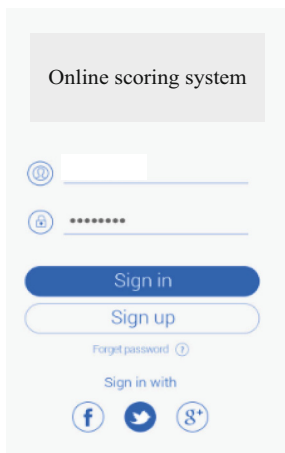 Online scoring system
••••••••
Sign in
Sign up
Forget password ?
Sign in with
f
g+